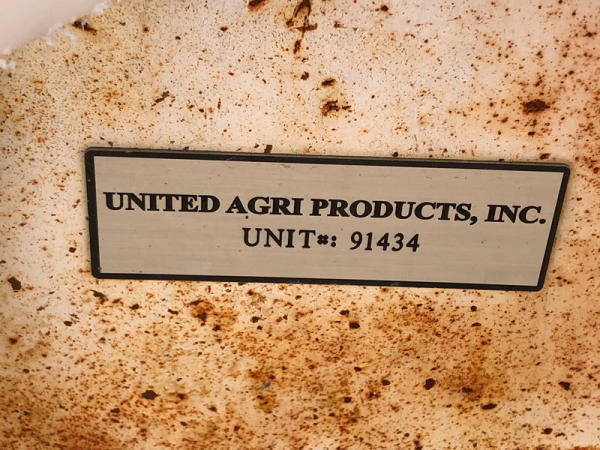 UNITED AGRI PRODUCTS, INC.
UNIT#: 91434